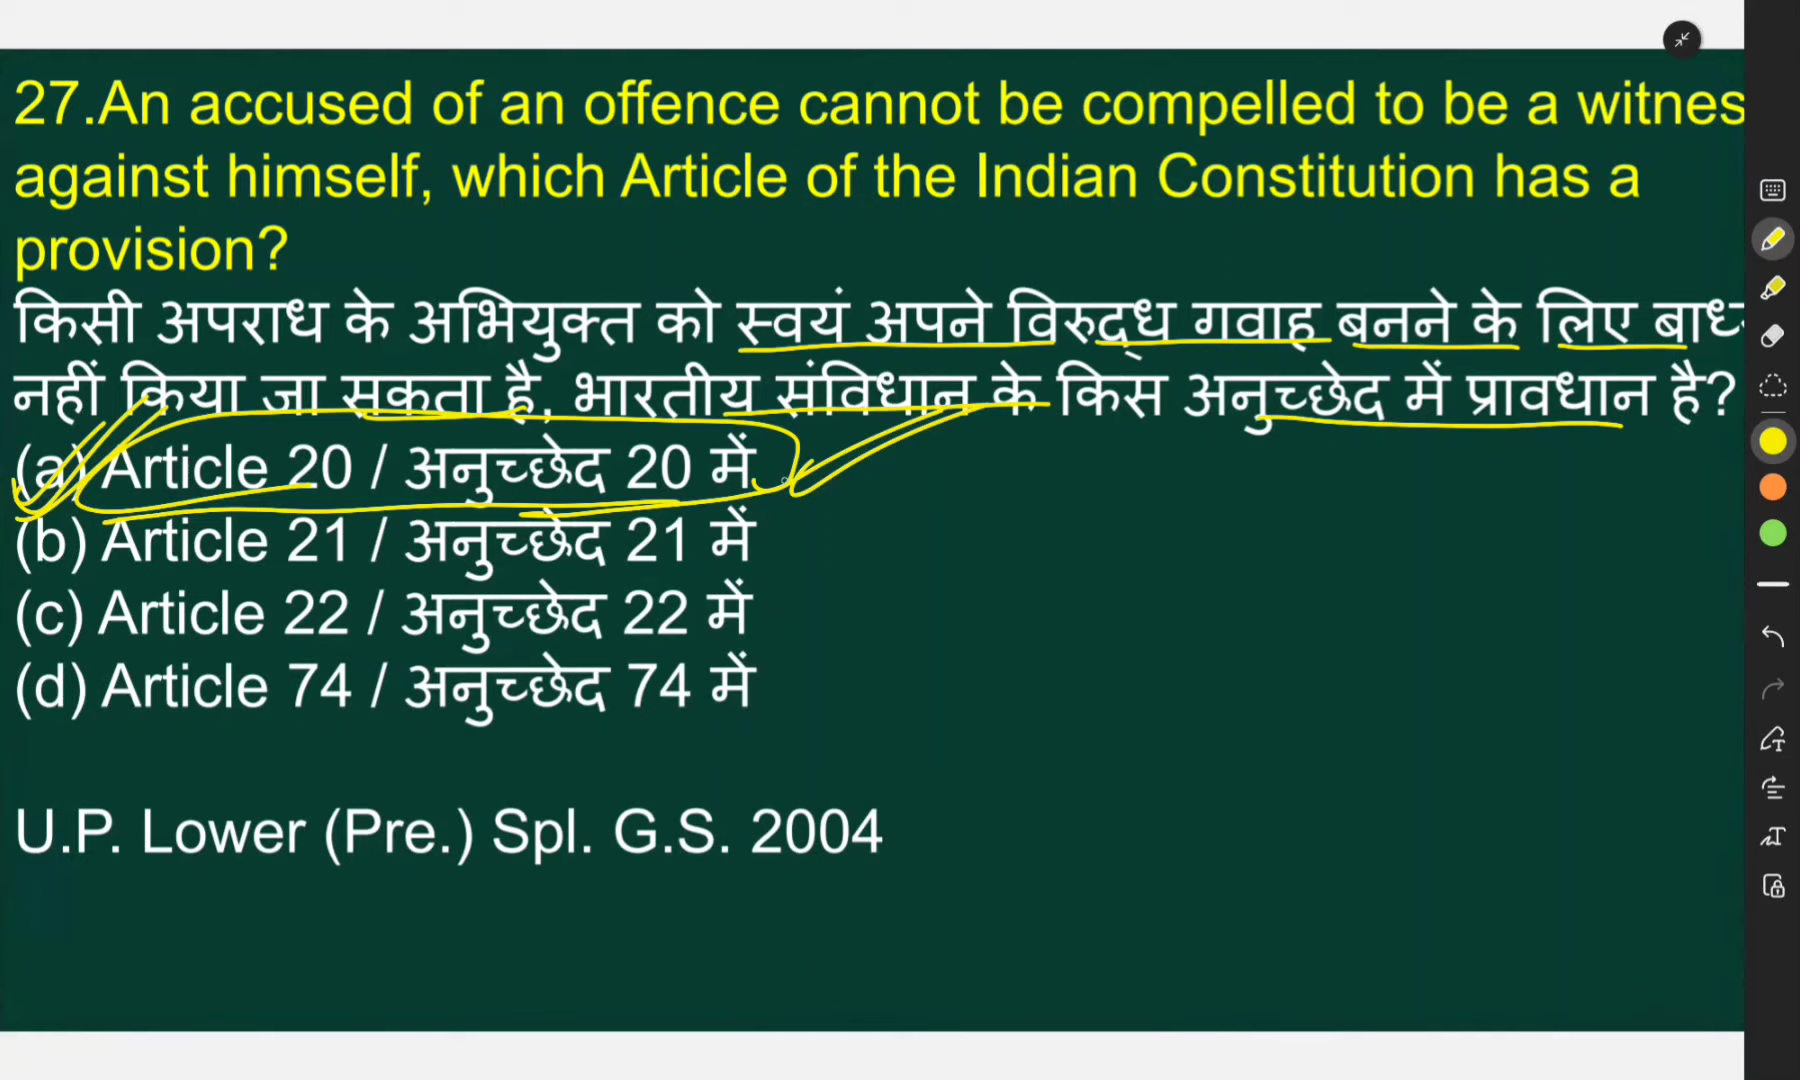 27.An accused of an offence cannot be compelled to be a witnes
against himself, which Article of the Indian Constitution has a
provision?
किसी अपराध के अभियुक्त को स्वयं अपने विरुद्ध गवाह बनने के लिए
नहीं किया जा सकता है, भारतीय संविधान के किस अनुच्छेद में प्रावधान है?
(a) Article 20 / अनुच्छेद 20 में
(b) Article 21 / अनुच्छेद 21 में
(c) Article 22 / अनुच्छेद 22 में
(d) Article 74 / अनुच्छेद 74 में
U.P. Lower (Pre.) Spl. G.S. 2004